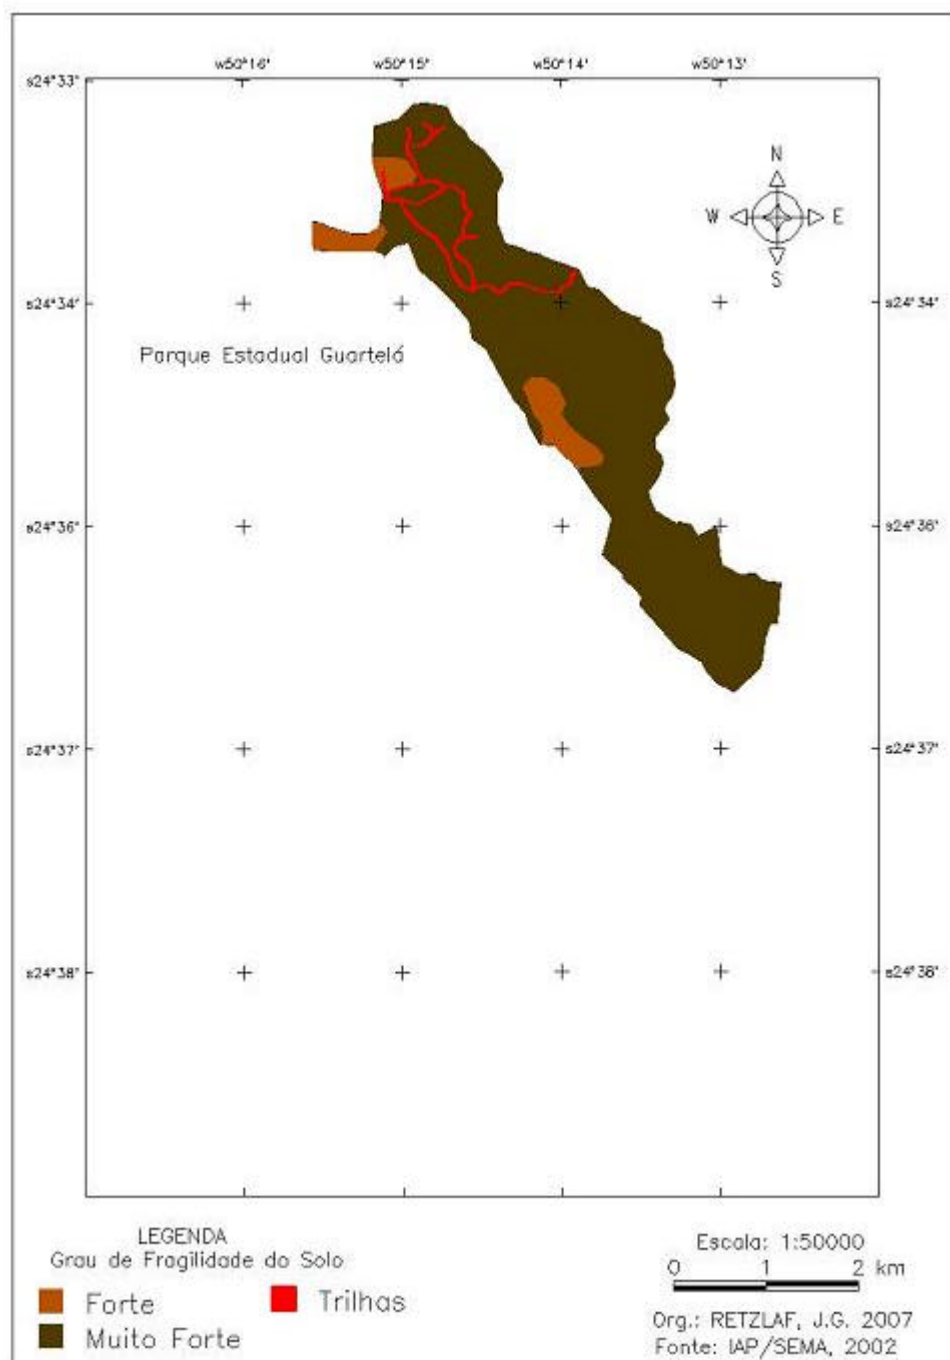 w50°16' w50°15' w50°14' w50°13'
s24°33'
N
W E
S
s24°34' s24°34'
Parque Estadual Guartelá
s24°36' s24°36'
s24°37' s24°37'
s24°38' s24°38'
LEGENDA
Grau de Fragilidade do Solo
Forte Trilhas
Muito Forte
Escala: 1:50000
0 1 2 km
Org.: RETZLAF, J.G. 2007
Fonte: IAP/SEMA, 2002